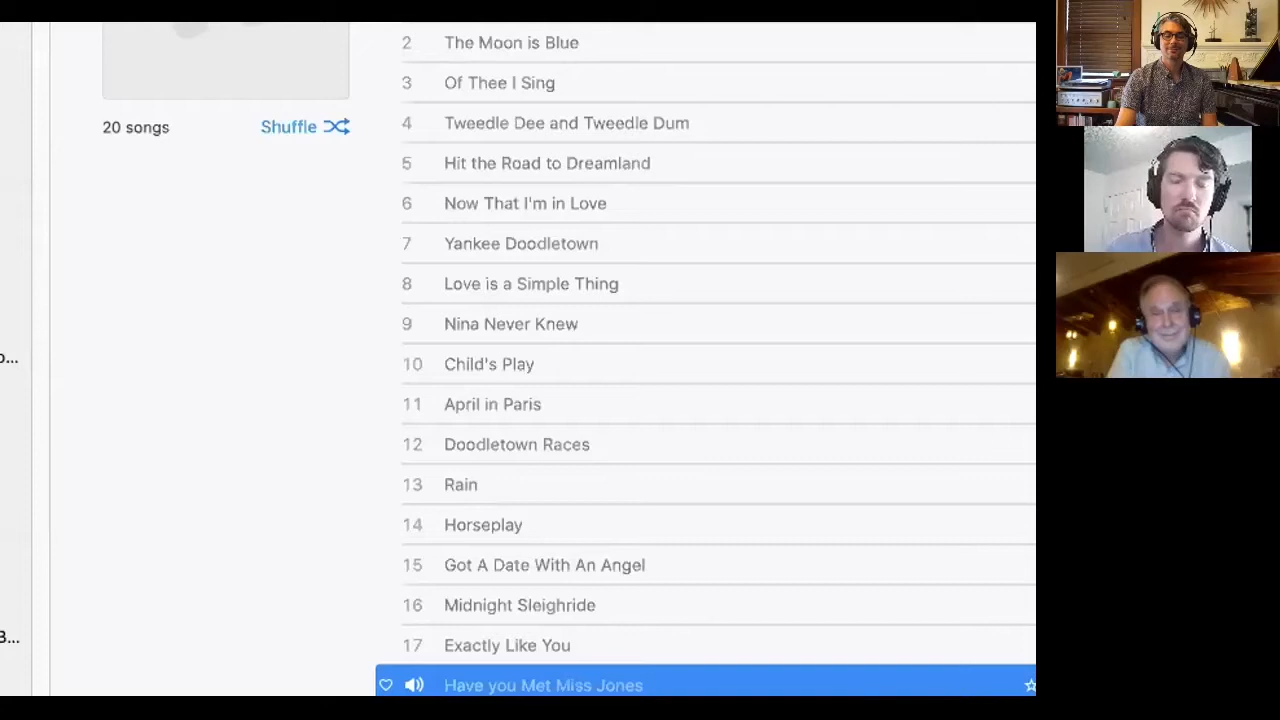 2 The Moon is Blue
3 Of Thee I Sing
20 songs Shuffle
4 Tweedle Dee and Tweedle Dum
5 Hit the Road to Dreamland
6 Now That I'm in Love
7 Yankee Doodletown
8 Love is a Simple Thing
9 Nina Never Knew
o...
10 Child's Play
11 April in Paris
12 Doodletown Races
13 Rain
14 Horseplay
15 Got A Date With An Angel
16 Midnight Sleighride
B...
17 Exactly Like You
Have you Met Miss Jones